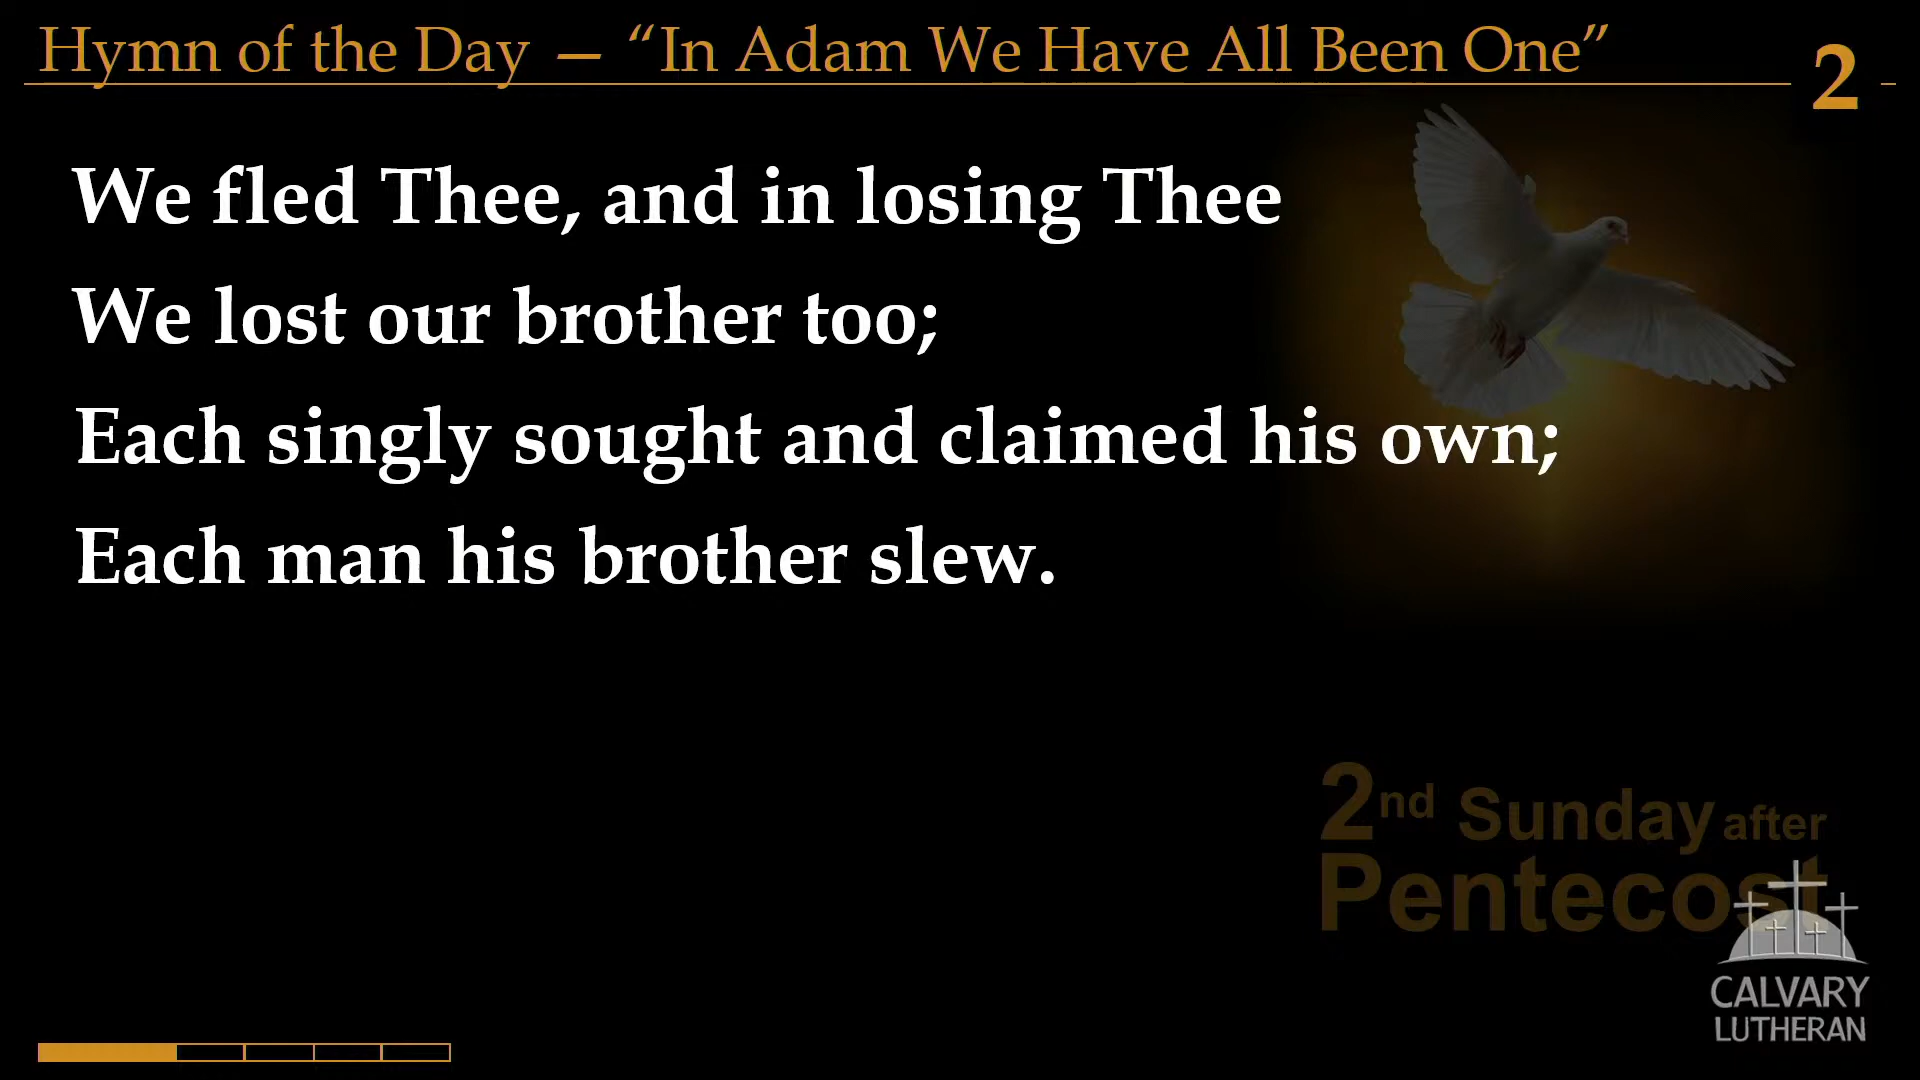 Hymn of the Day — “In Adam We Have All Been One”
2
We fled Thee, and in losing Thee
We lost our brother too;
Each singly sought and claimed his own;
Each man his brother slew.
2nd Sunday after
Pentecost
CALVARY
LUTHERAN